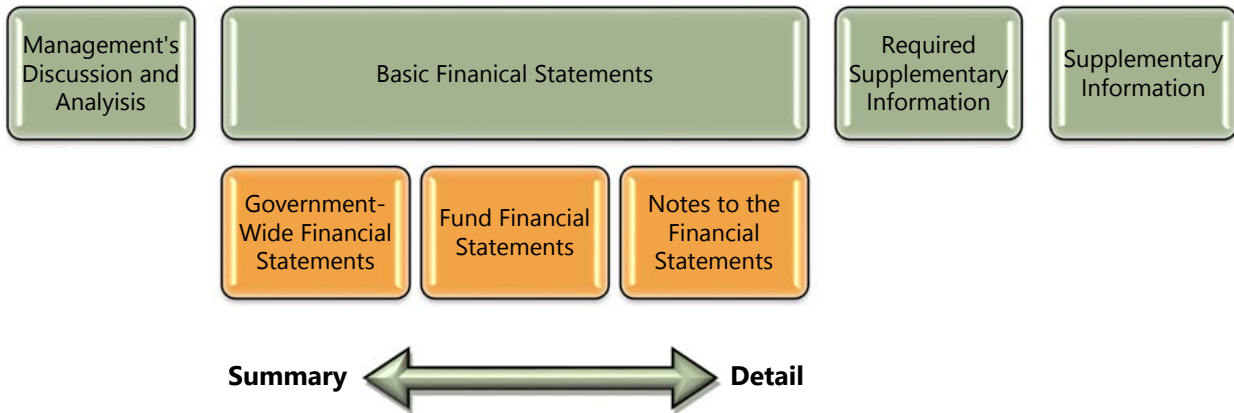 Management's
Discussion and
Analyisis
Basic Finanical Statements
Required
Supplementary
Information
Supplementary
Information
Government-
Wide Financial
Statements
Fund Financial
Statements
Notes to the
Financial
Statements
Summary
Detail